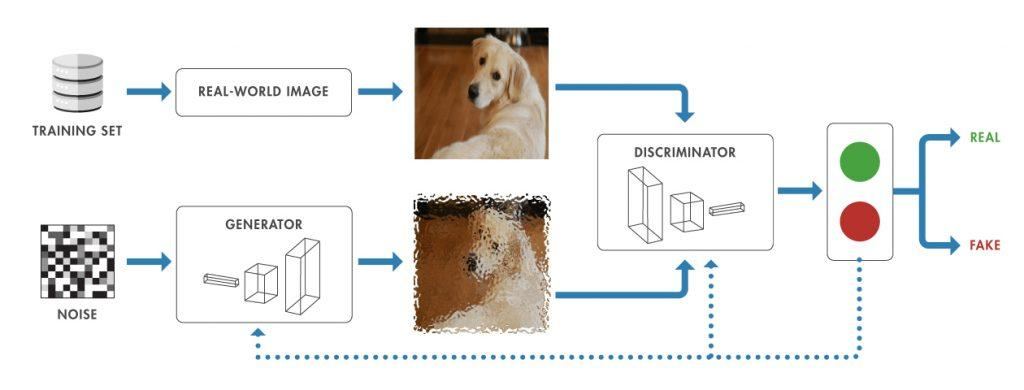 TRAINING SET
REAL-WORLD IMAGE
DISCRIMINATOR
REAL
GENERATOR
NOISE
FAKE